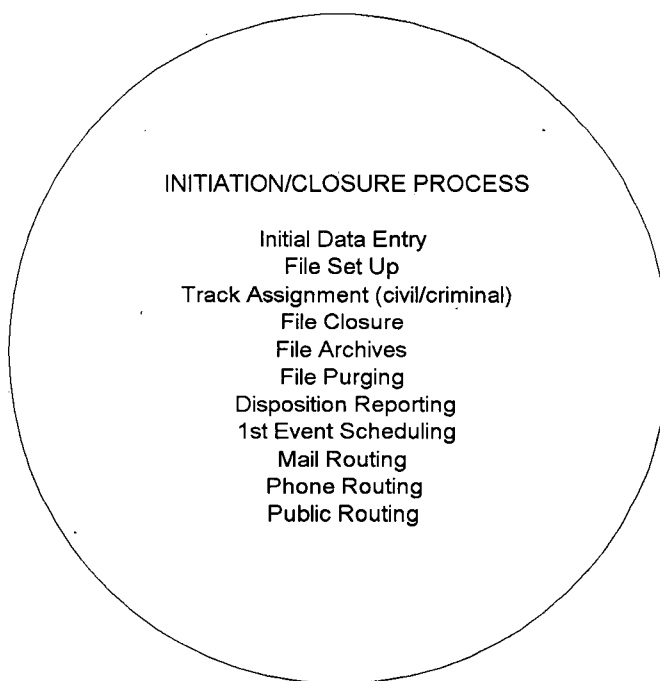 INITIATION/CLOSURE PROCESS
Initial Data Entry
File Set Up
Track Assignment (civil/criminal)
File Closure
File Archives
File Purging
Disposition Reporting
1st Event Scheduling
Mail Routing
Phone Routing
Public Routing